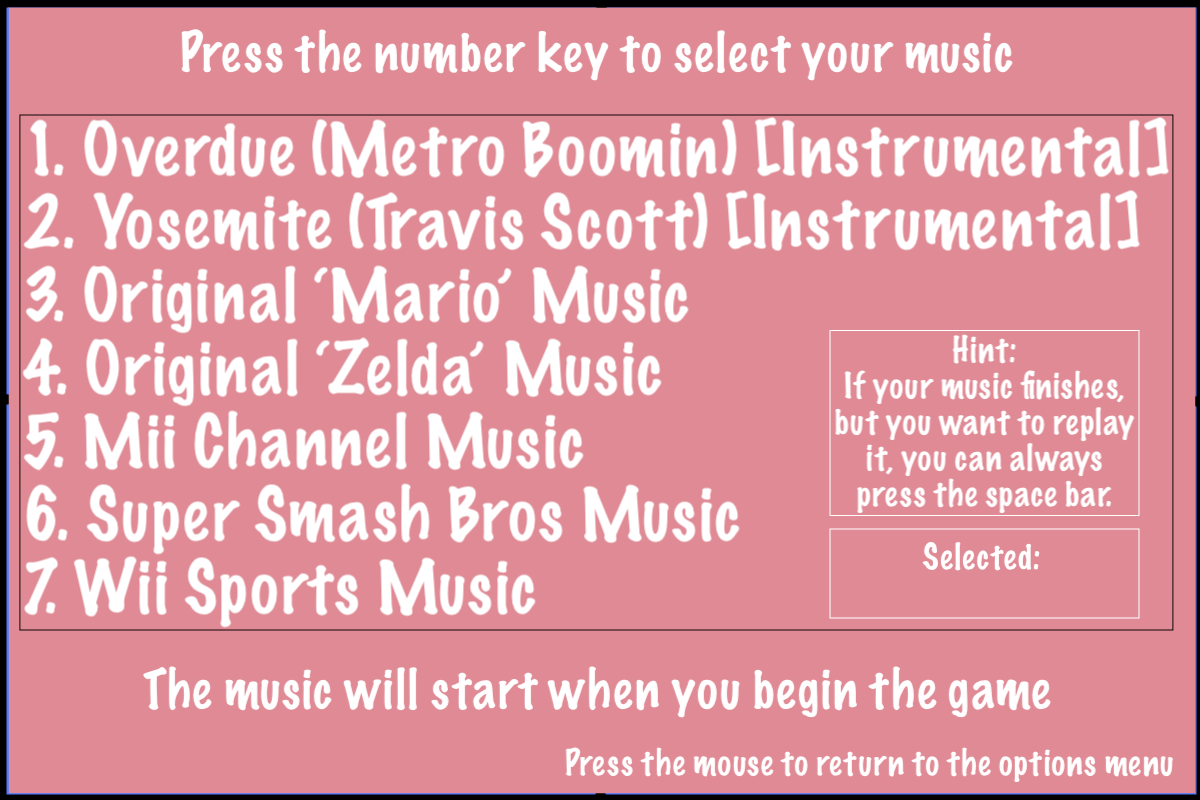 Press the number key to select your music
1. Overdue (Metro Boomin) [Instrumental]
2. Yosemite (Travis Scott) [Instrumental]
3. Original ‘Mario’ Music
4. Original ‘Zelda’ Music
5. Mii Channel Music
6. Super Smash Bros Music
7. Wii Sports Music
Hint:
If your music finishes,
but you want to replay
it, you can always
press the space bar.
Selected:
The music will start when you begin the game
Press the mouse to return to the options menu